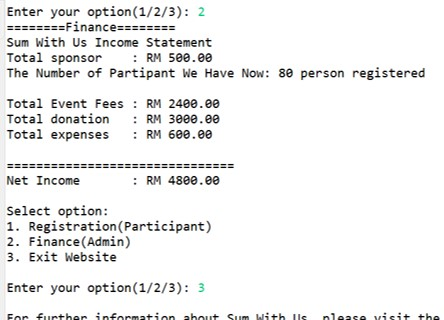 Enter your option(1/2/3): 2
========Finance========
Sum With Us Income Statement
Total sponsor   : RM 500.00
The Number of Partipant We Have Now: 80 person registered
Total Event Fees : RM 2400.00
Total donation   : RM 3000.00
Total expenses   : RM 600.00
===============================
Net Income       : RM 4800.00
Select option:
1. Registration(Participant)
2. Finance(Admin)
3. Exit Website
Enter your option(1/2/3): 3
For further information about Sum With Us, please visit the